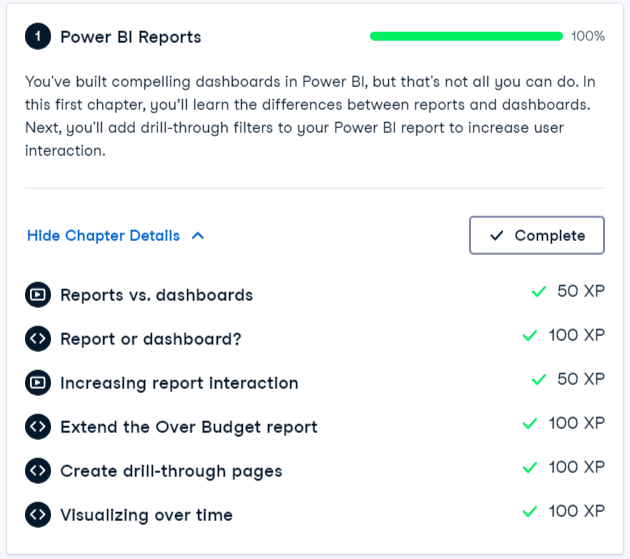 1 Power BI Reports 100%
You've built compelling dashboards in Power BI, but that's not all you can do. In
this first chapter, you'll learn the differences between reports and dashboards.
Next, you'll add drill-through filters to your Power BI report to increase user
interaction.
Hide Chapter Details Complete
Reports vs. dashboards 50 XP
Report or dashboard? 100 XP
Increasing report interaction 50 XP
Extend the Over Budget report 100 XP
Create drill-through pages 100 XP
Visualizing over time 100 XP